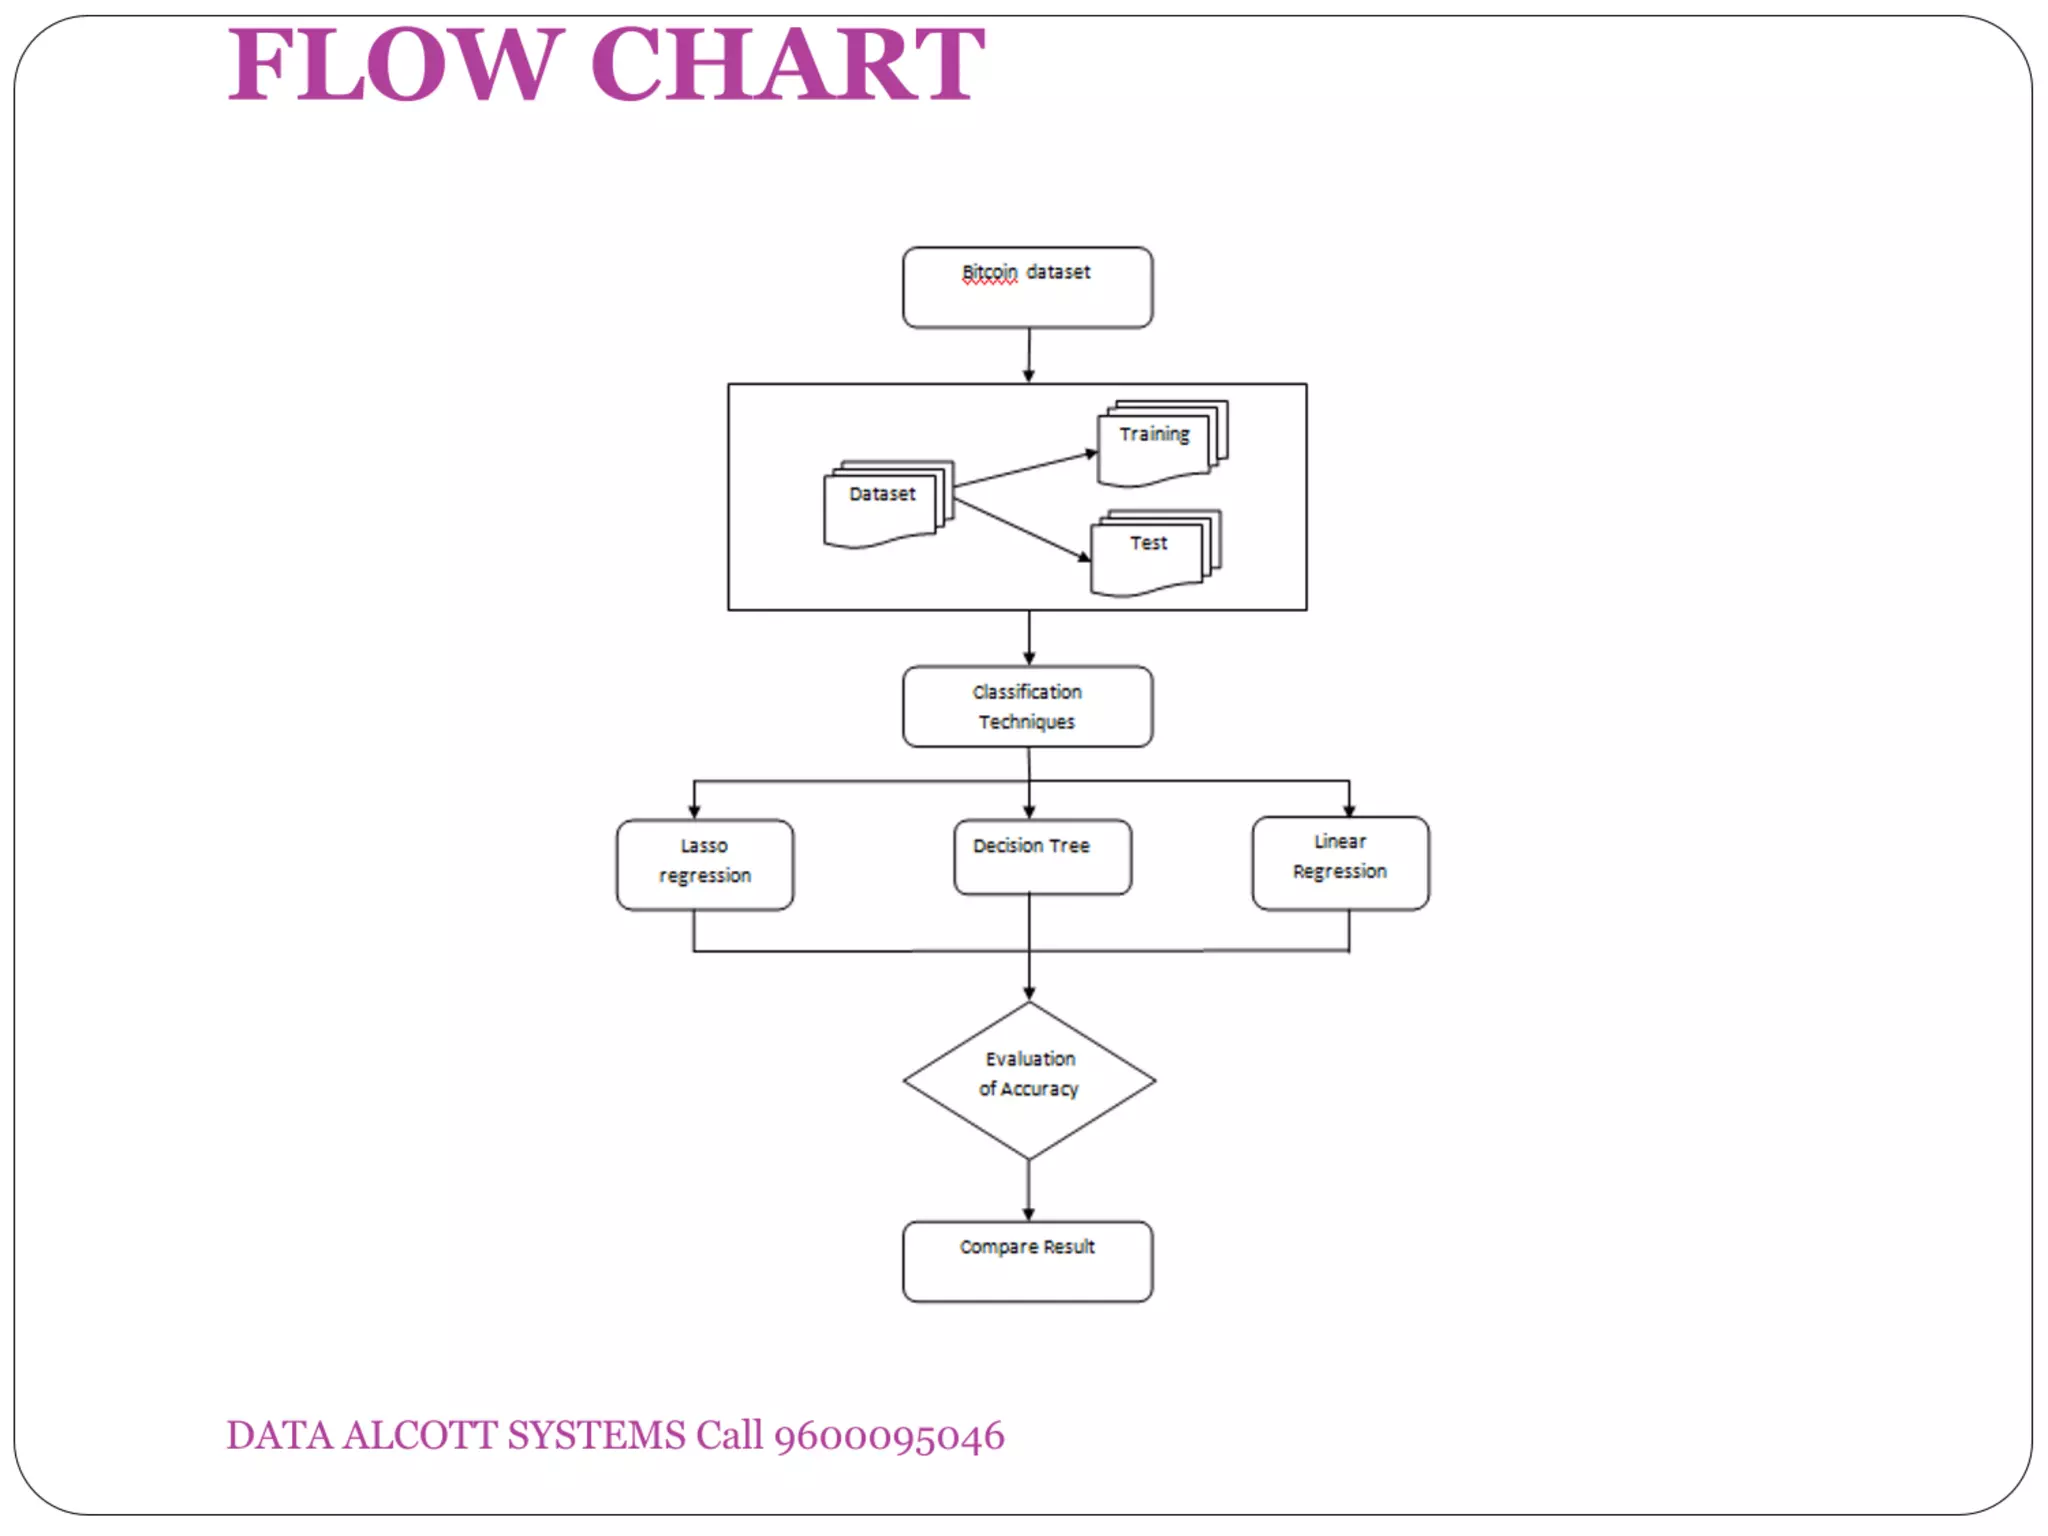 FLOW CHART
Bitcoin dataset
Training
Dataset
Test
Classification
Techniques
Lasso
regression
Decision Tree
Linear
Regression
Evaluation
of Accuracy
Compare Result
DATA ALCOTT SYSTEMS Call 9600095046